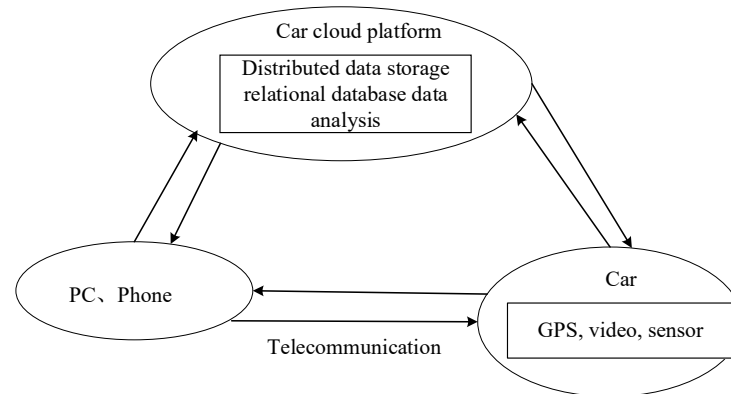 Car cloud platform
Distributed data storage
relational database data
analysis
PC、Phone
Car
GPS, video, sensor
Telecommunication